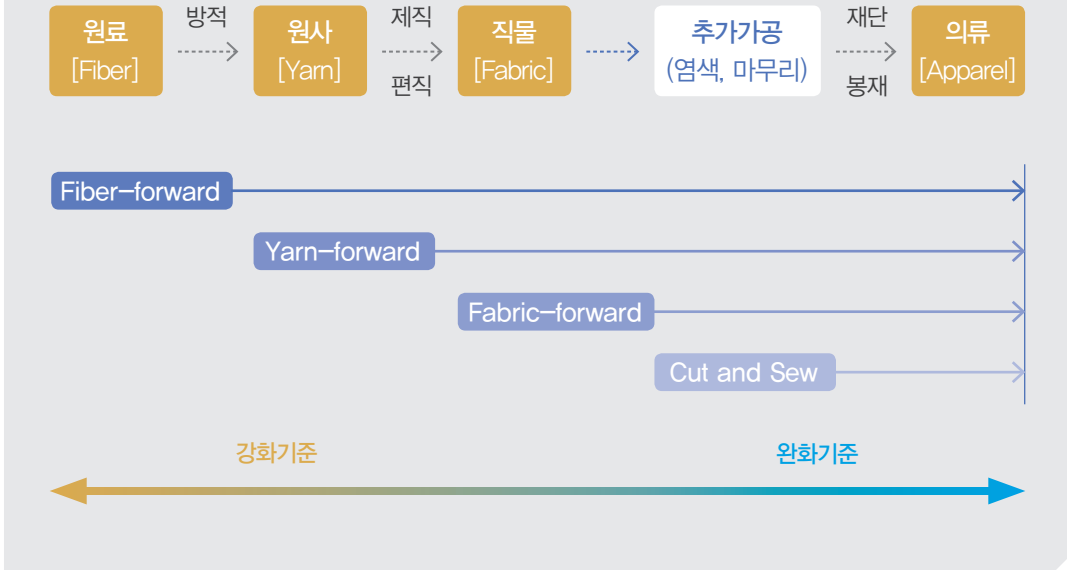 원료
[Fiber]
방적
원사
[Yarn]
제직
편직
직물
[Fabric]
추가가공
(염색, 마무리)
재단
봉재
의류
[Apparel]
Fiber-forward
Yarn-forward
Fabric-forward
Cut and Sew
강화기준
완화기준